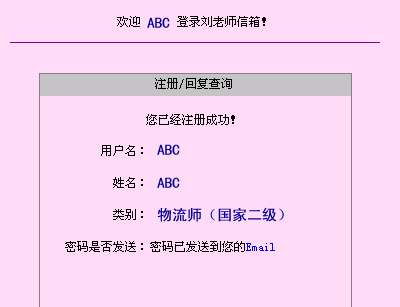 欢迎 ABC 登录刘老师信箱!
注册/回复查询
您已经注册成功!
用户名： ABC
姓名： ABC
类别： 物流师（国家二级）
密码是否发送：密码已发送到您的Email